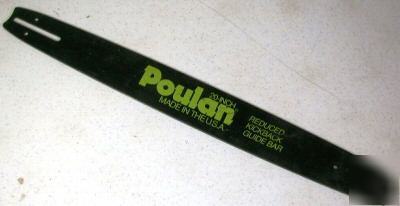 Poulan
20-INCH
MADE IN THE U.S.A.
REDUCED
KICKBACK
GUIDE BAR